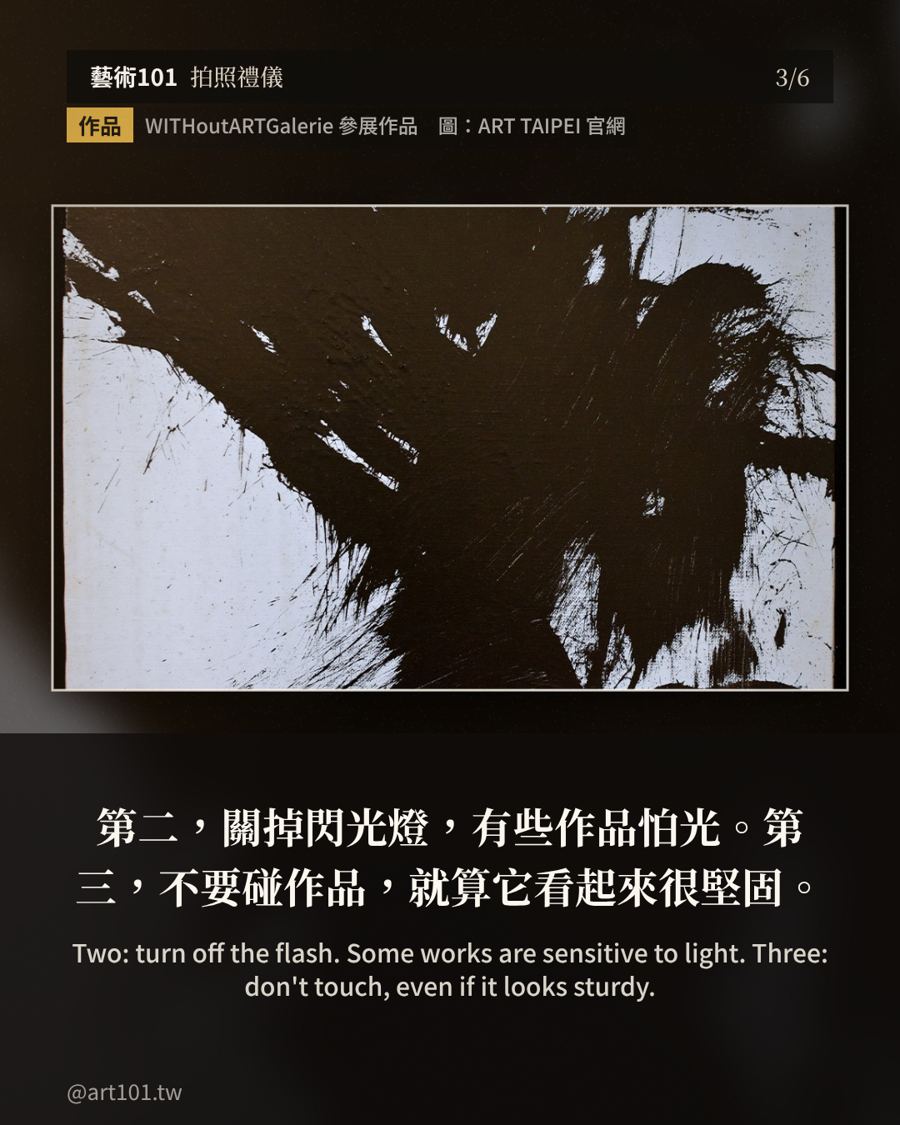 藝術101 拍照禮儀
3/6
作品 WITHoutARTGalerie 參展作品 圖：ART TAIPEI 官網
第二，關掉閃光燈，有些作品怕光。第
三，不要碰作品，就算它看起來很堅固。
Two: turn off the flash. Some works are sensitive to light. Three:
don't touch, even if it looks sturdy.
@art101.tw